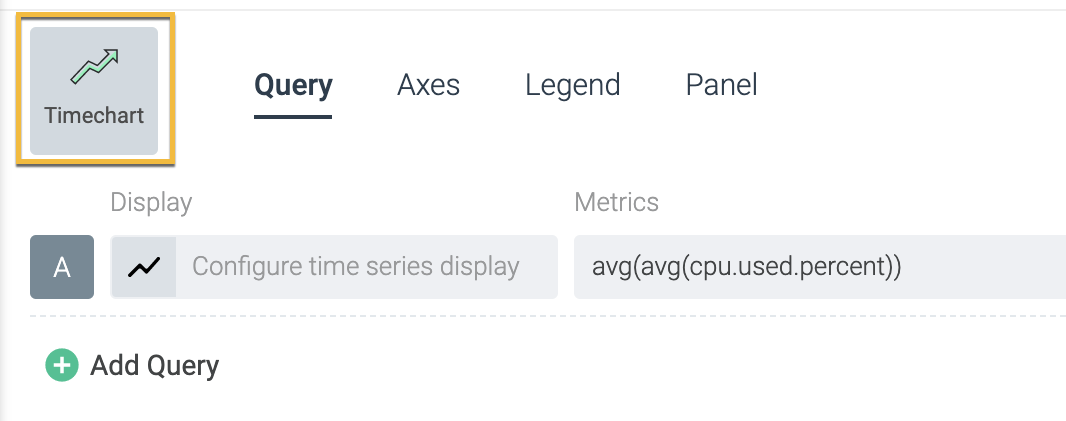 Timechart
Query Axes Legend Panel
Display Metrics
A Configure time series display avg(avg(cpu.used.percent))
Add Query